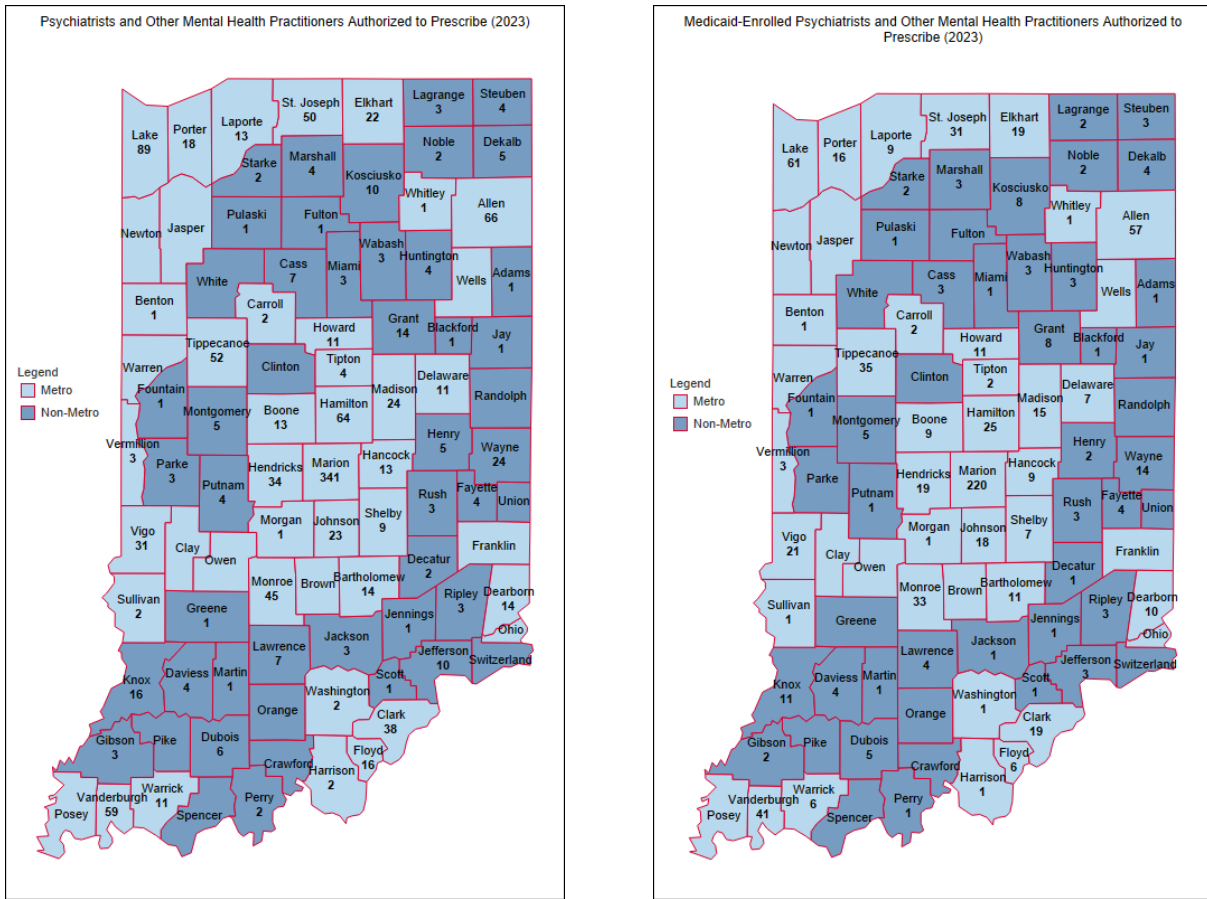 Psychiatrists and Other Mental Health Practitioners Authorized to Prescribe (2023)
Lake
89
Porter
18
Laporte
13
St. Joseph
50
Elkhart
22
Lagrange
3
Steuben
4
Noble
2
Dekalb
5
Starke
2
Marshall
4
Kosciusko
10
Whitley
1
Allen
66
Newton
Jasper
Pulaski
1
Fulton
1
Wabash
3
Huntington
4
Wells
Adams
1
White
Cass
7
Miami
3
Benton
1
Carroll
2
Grant
14
Blackford
1
Jay
1
Howard
11
Tippecanoe
52
Tipton
4
Warren
Clinton
Madison
24
Delaware
11
Randolph
Legend
Metro
Non-Metro
Fountain
1
Montgomery
5
Boone
13
Hamilton
64
Henry
5
Wayne
24
Vermillion
3
Parke
3
Putnam
4
Hendricks
34
Marion
341
Hancock
13
Rush
3
Fayette
4
Union
Vigo
31
Clay
Owen
Morgan
1
Johnson
23
Shelby
9
Franklin
Decatur
2
Sullivan
2
Greene
1
Monroe
45
Brown
Bartholomew
14
Ripley
3
Dearborn
14
Ohio
Jennings
1
Jackson
3
Lawrence
7
Jefferson
10
Switzerland
Knox
16
Daviess
4
Martin
1
Scott
1
Washington
2
Orange
Clark
38
Gibson
3
Pike
Dubois
6
Floyd
16
Crawford
Harrison
2
Posey
Vanderburgh
59
Warrick
11
Spencer
Perry
2
Medicaid-Enrolled Psychiatrists and Other Mental Health Practitioners Authorized to
Prescribe (2023)
Lake
61
Porter
16
Laporte
9
St. Joseph
31
Elkhart
19
Lagrange
2
Steuben
3
Noble
2
Dekalb
4
Starke
2
Marshall
3
Kosciusko
8
Whitley
1
Allen
57
Newton
Jasper
Pulaski
1
Fulton
Wabash
3
Huntington
3
Wells
Adams
1
White
Cass
3
Miami
1
Benton
1
Carroll
2
Grant
8
Blackford
1
Jay
1
Howard
11
Tippecanoe
35
Tipton
2
Warren
Clinton
Madison
15
Delaware
7
Randolph
Legend
Metro
Non-Metro
Fountain
1
Montgomery
5
Boone
9
Hamilton
25
Henry
2
Wayne
14
Vermillion
3
Parke
Putnam
1
Hendricks
19
Marion
220
Hancock
9
Rush
3
Fayette
4
Union
Vigo
21
Clay
Owen
Morgan
1
Johnson
18
Shelby
7
Franklin
Decatur
1
Sullivan
1
Greene
Monroe
33
Brown
Bartholomew
11
Ripley
3
Dearborn
10
Ohio
Jennings
1
Jackson
1
Lawrence
4
Jefferson
3
Switzerland
Knox
11
Daviess
4
Martin
1
Scott
1
Washington
1
Orange
Clark
19
Gibson
2
Pike
Dubois
5
Floyd
6
Crawford
Harrison
1
Posey
Vanderburgh
41
Warrick
6
Spencer
Perry
1